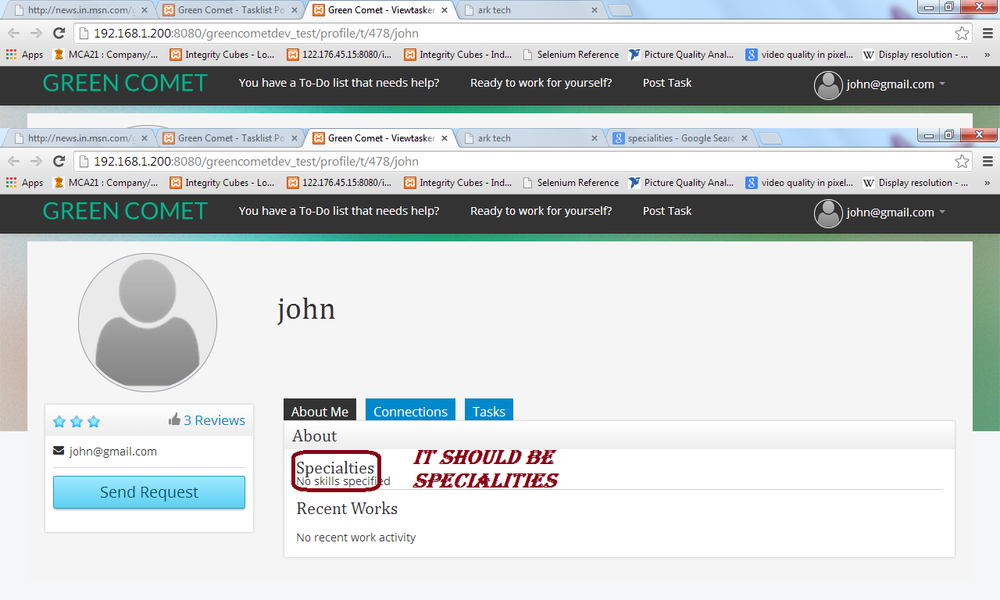 http://news.in.msn.com/g
Green Comet - Tasklist Po
Green Comet - Viewtasker
ark tech
192.168.1.200:8080/greencometdev_test/profile/t/478/john
Apps
MCA21 : Company/...
Integrity Cubes - Lo...
122.176.45.15:8080/i...
Integrity Cubes - Ind...
Selenium Reference
Picture Quality Anal...
video quality in pixel...
Display resolution - ...
»
GREEN COMET
You have a To-Do list that needs help?
Ready to work for yourself?
Post Task
john@gmail.com
http://news.in.msn.com/g
Green Comet - Tasklist Po
Green Comet - Viewtasker
ark tech
specialities - Google Searc
192.168.1.200:8080/greencometdev_test/profile/t/478/john
Apps
MCA21 : Company/...
Integrity Cubes - Lo...
122.176.45.15:8080/i...
Integrity Cubes - Ind...
Selenium Reference
Picture Quality Anal...
video quality in pixel...
Display resolution - ...
»
GREEN COMET
You have a To-Do list that needs help?
Ready to work for yourself?
Post Task
john@gmail.com
john
3 Reviews
john@gmail.com
Send Request
About Me
Connections
Tasks
About
Specialties
No skills specified
IT SHOULD BE
SPECIALITIES
Recent Works
No recent work activity